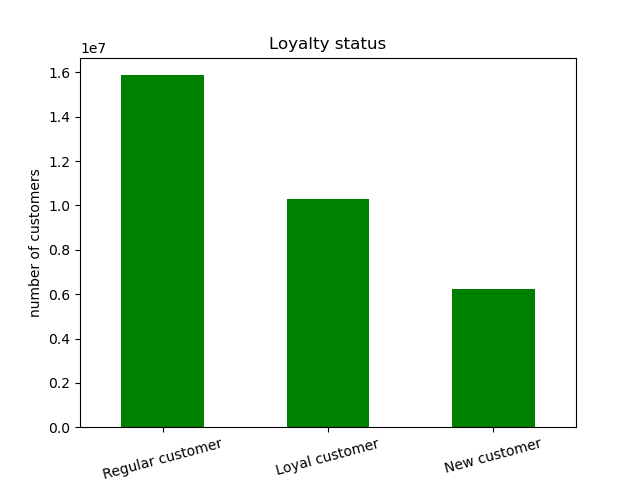 Loyalty status
1e7
number of customers
1.6
1.4
1.2
1.0
0.8
0.6
0.4
0.2
0.0
Regular customer
Loyal customer
New customer